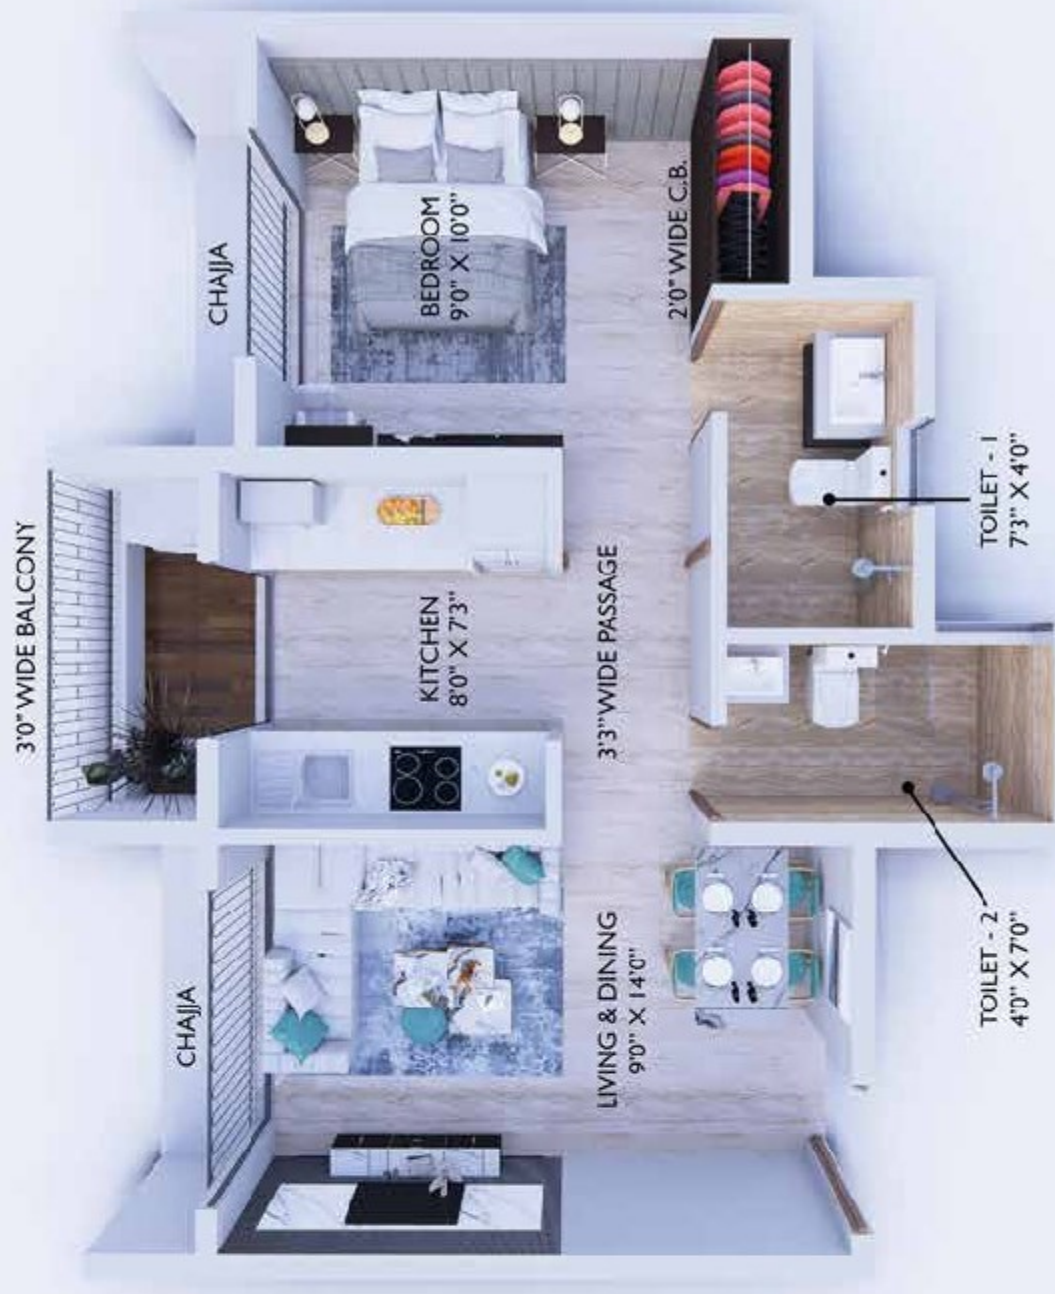 3'0" WIDE BALCONY
CHAJJA
CHAJJA
KITCHEN
8'0" X 7'3"
BEDROOM
9'0" X 10'0"
LIVING & DINING
9'0" X 14'0"
3'3"WIDE PASSAGE
2'0" WIDE C.B.
TOILET - 2
4'0" X 7'0"
TOILET - 1
7'3" X 4'0"